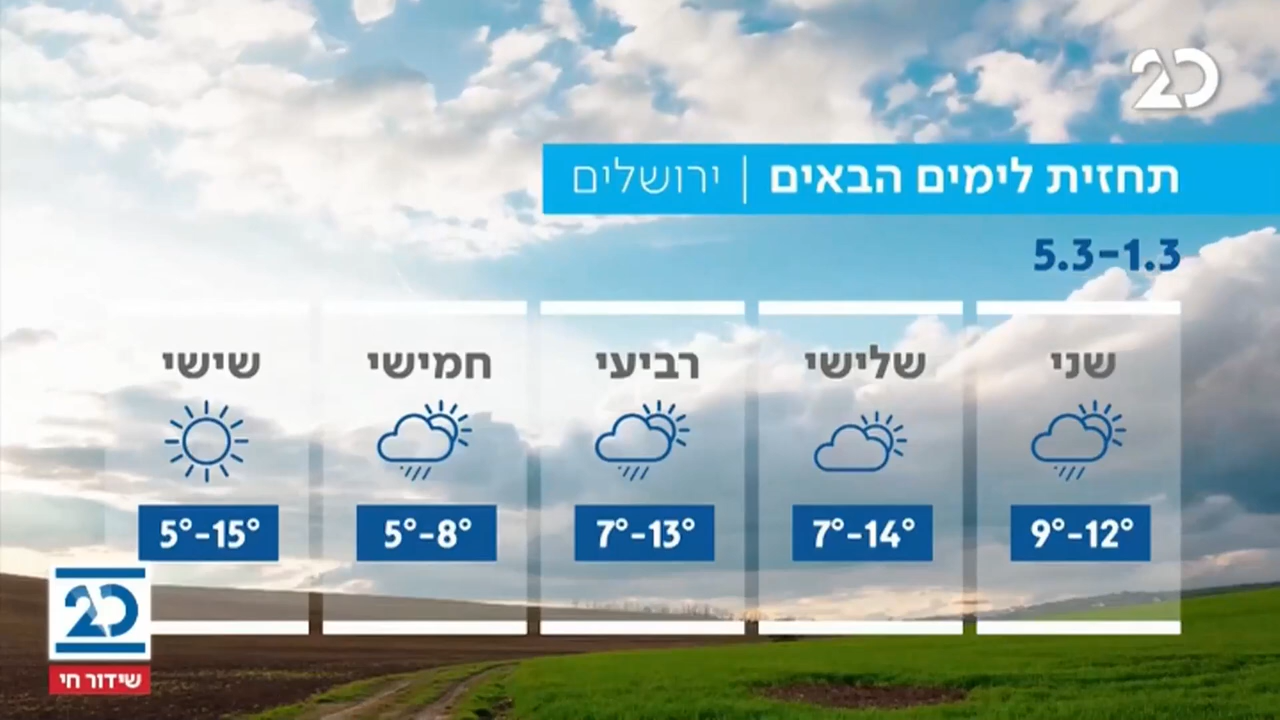 20
תחזית לימים הבאים | ירושלים
5.3-1.3
שני
9°-12°
שלישי
7°-14°
רביעי
7°-13°
חמישי
5°-8°
שישי
5°-15°
20
שידור חי